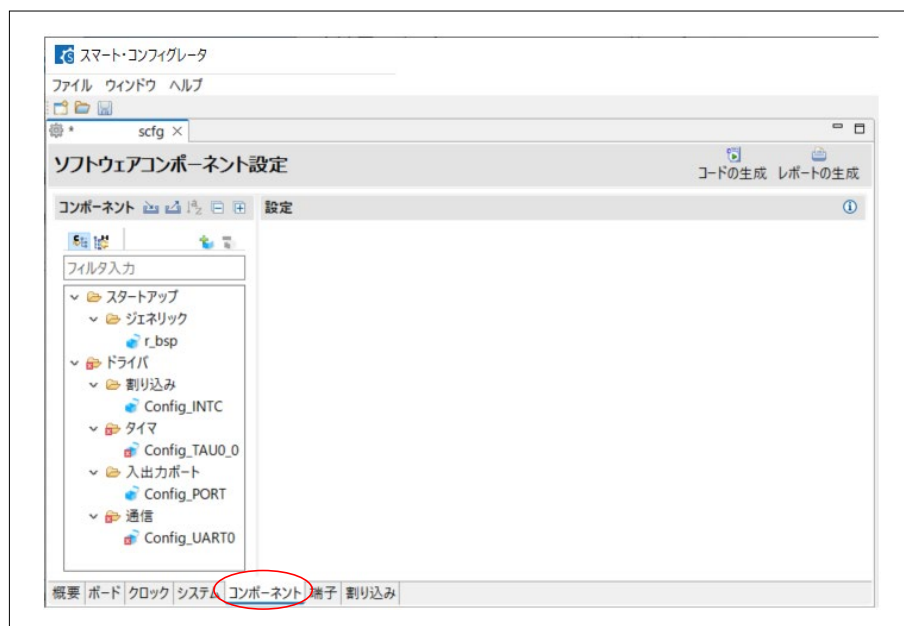 スマート・コンフィグレータ
ファイル ウィンドウ ヘルプ
* scfg
ソフトウェアコンポーネント設定
コードの生成 レポートの生成
コンポーネント
設定
フィルタ入力
スタートアップ
ジェネリック
r_bsp
ドライバ
割り込み
Config_INTC
タイマ
Config_TAU0_0
入出力ポート
Config_PORT
通信
Config_UART0
概要 ボード クロック システム コンポーネント 端子 割り込み